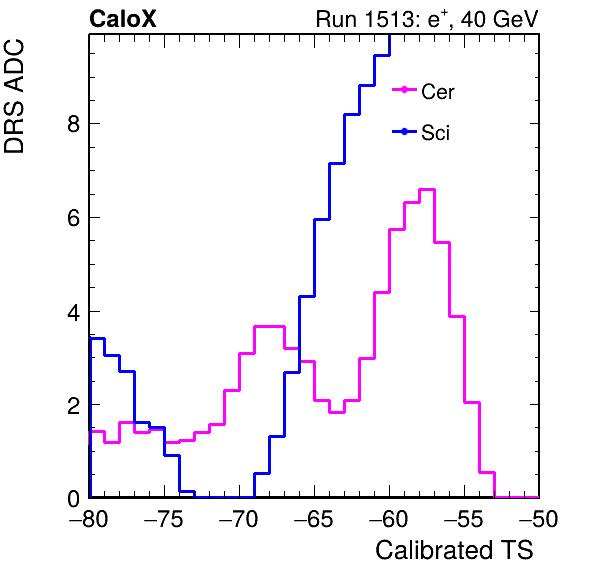 CaloX Run 1513: e⁺, 40 GeV
DRS ADC
Cer
Sci
8
6
4
2
0
−80 −75 −70 −65 −60 −55 −50
Calibrated TS